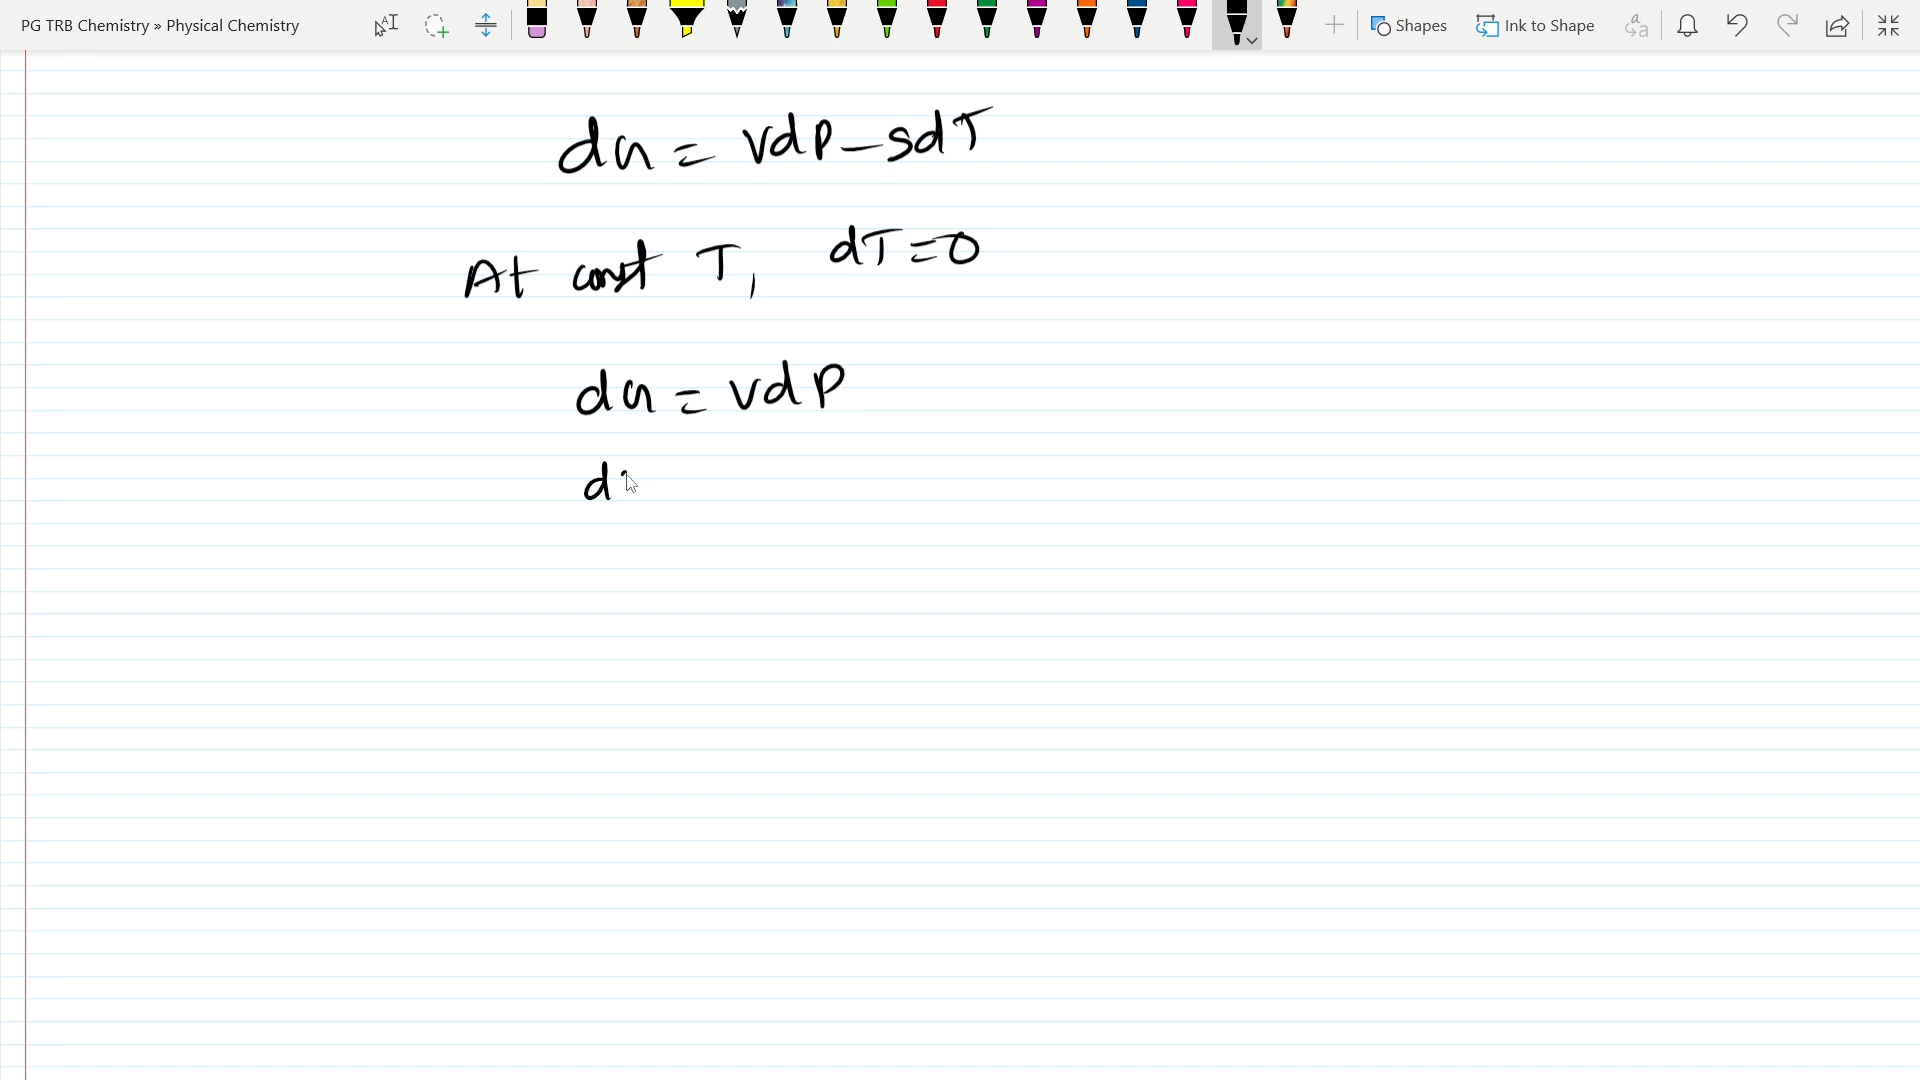 PG TRB Chemistry » Physical Chemistry Shapes Ink to Shape
dG = Vdp - SdT
At const T, dT = 0
dG = Vdp
d